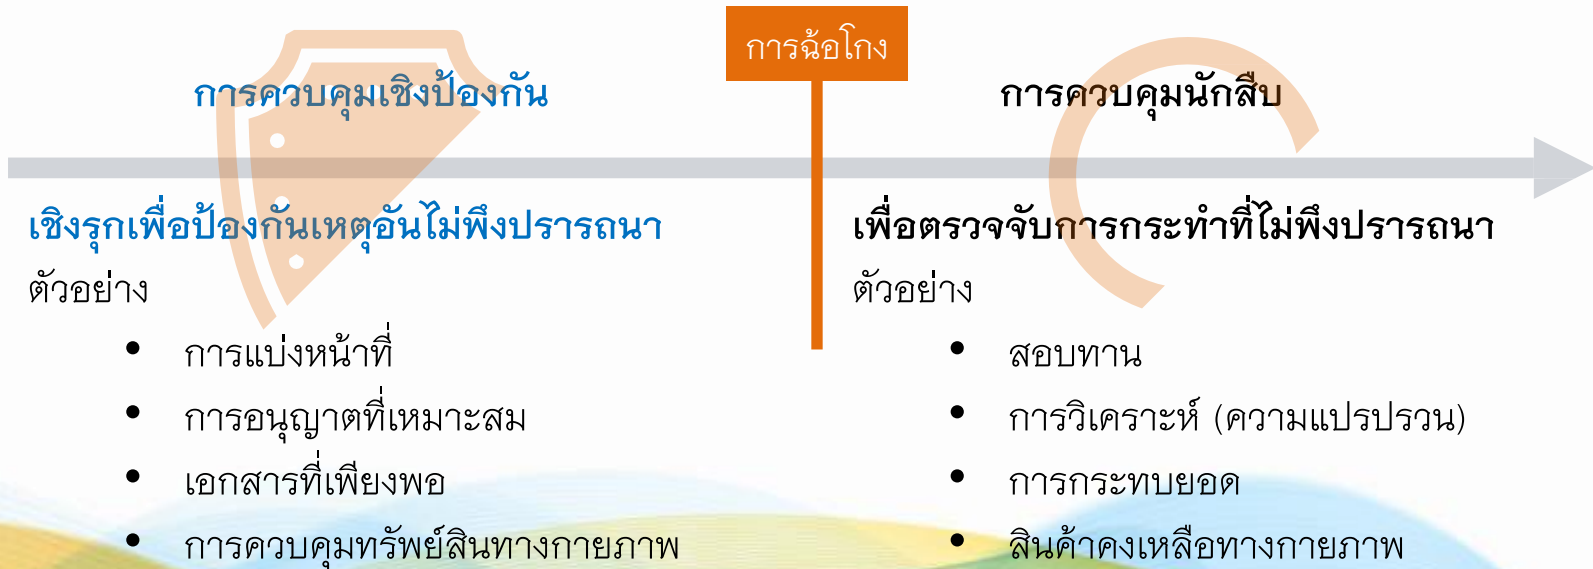 การฉ้อโกง
การควบคุมเชิงป้องกัน
เชิงรุกเพื่อป้องกันเหตุอันไม่พึงปรารถนา
ตัวอย่าง
• การแบ่งหน้าที่
• การอนุญาตที่เหมาะสม
• เอกสารที่เพียงพอ
• การควบคุมทรัพย์สินทางกายภาพ
การควบคุมนักสืบ
เพื่อตรวจจับการกระทำที่ไม่พึงปรารถนา
ตัวอย่าง
• สอบทาน
• การวิเคราะห์ (ความแปรปรวน)
• การกระทบยอด
• สินค้าคงเหลือทางกายภาพ